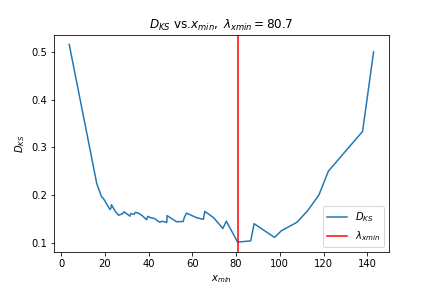 D_KS vs.x_min, λ_xmin = 80.7
0.5
0.4
0.3
0.2
0.1
D_KS
0 20 40 60 80 100 120 140
x_min
D_KS
λ_xmin